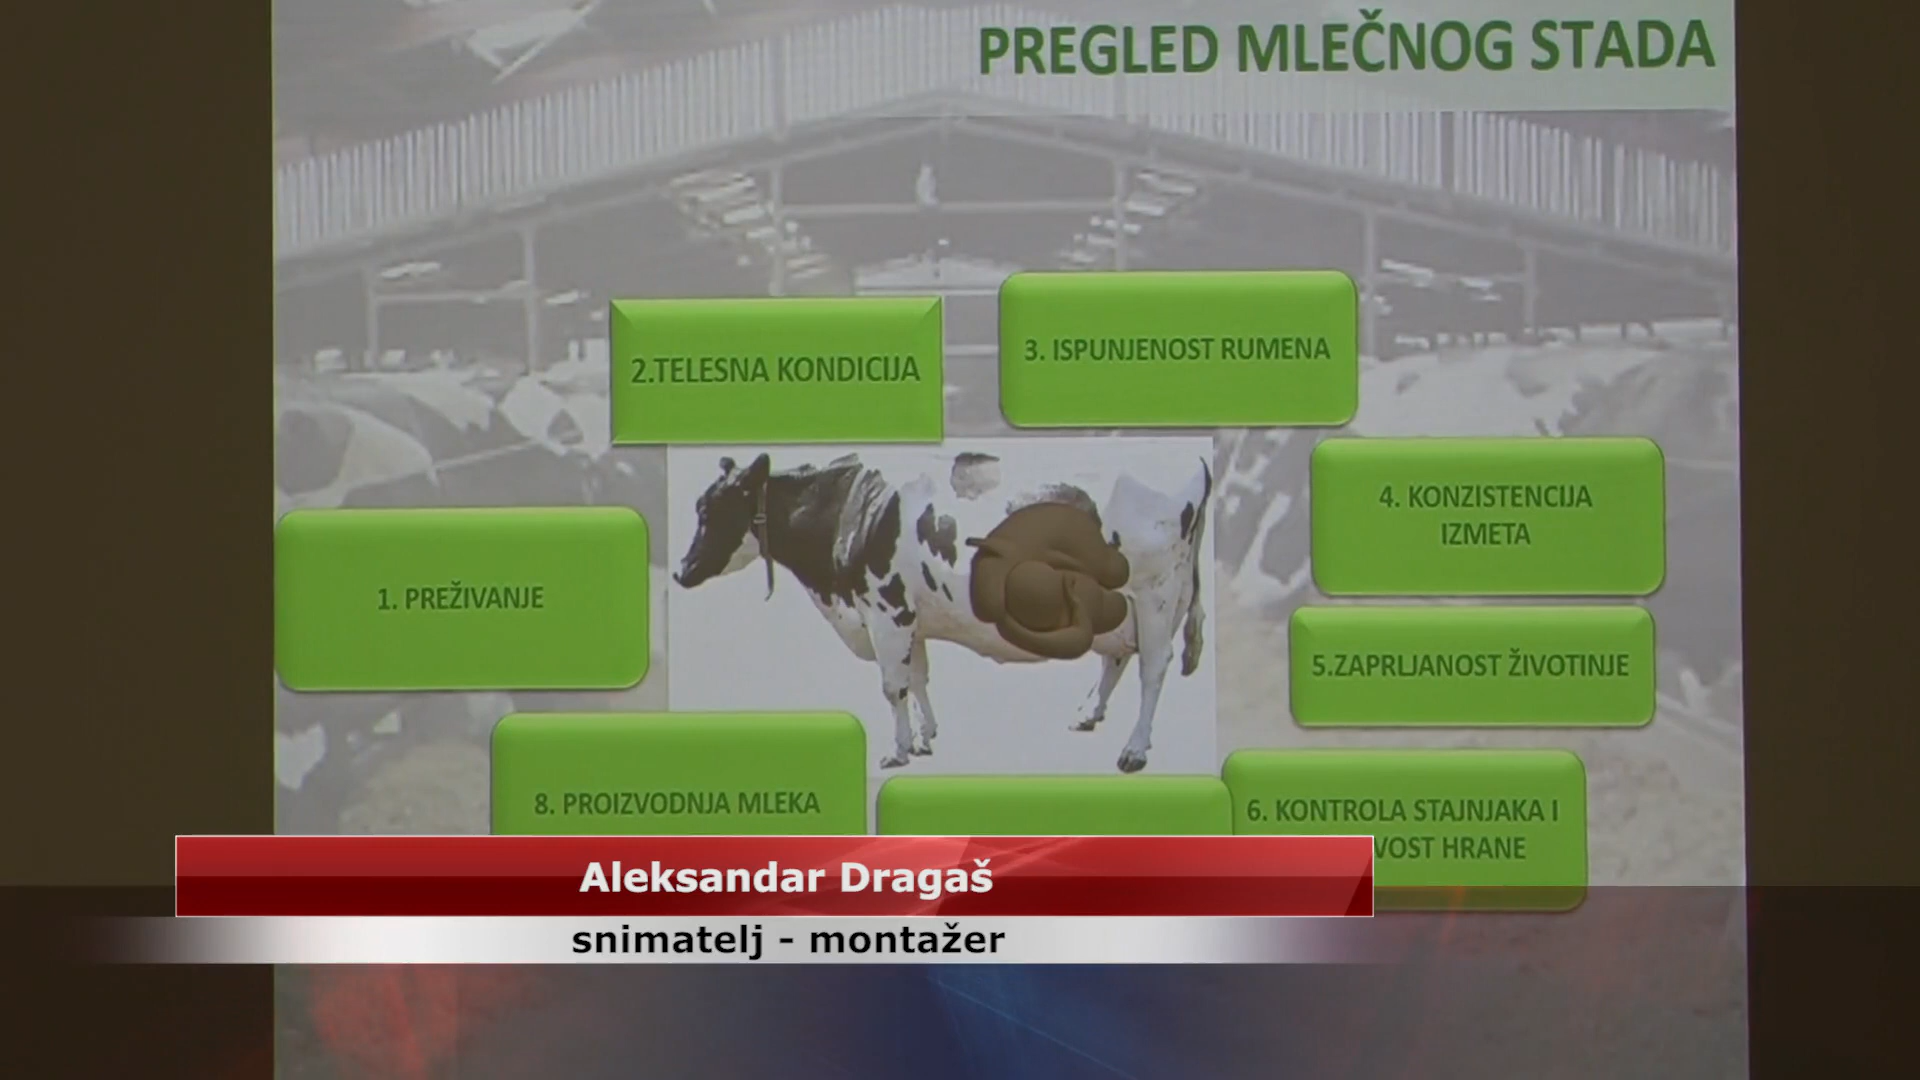 PREGLED MLEČNOG STADA
2.TELESNA KONDICIJA
3. ISPUNJENOST RUMENA
4. KONZISTENCIJA
IZMETA
1. PREŽIVANJE
5.ZAPRLJANOST ŽIVOTINJE
8. PROIZVODNJA MLEKA
6. KONTROLA STAJNJAKA I
HRANE
Aleksandar Dragaš
snimatelj - montažer